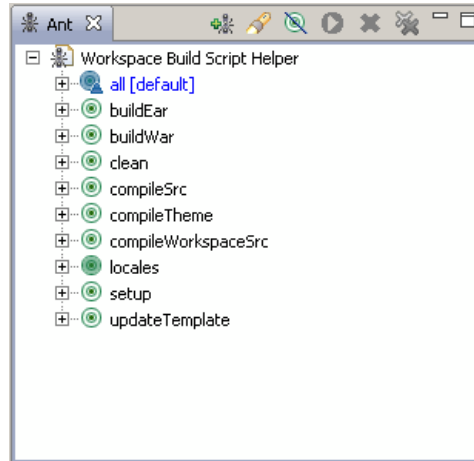 Ant
Workspace Build Script Helper
all [default]
buildEar
buildWar
clean
compileSrc
compileTheme
compileWorkspaceSrc
locales
setup
updateTemplate